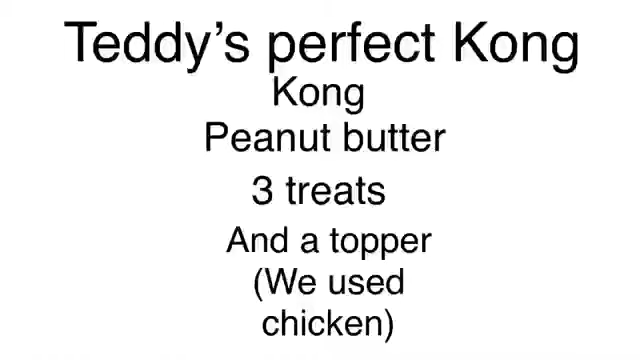 Teddy’s perfect Kong
Kong
Peanut butter
3 treats
And a topper
(We used
chicken)